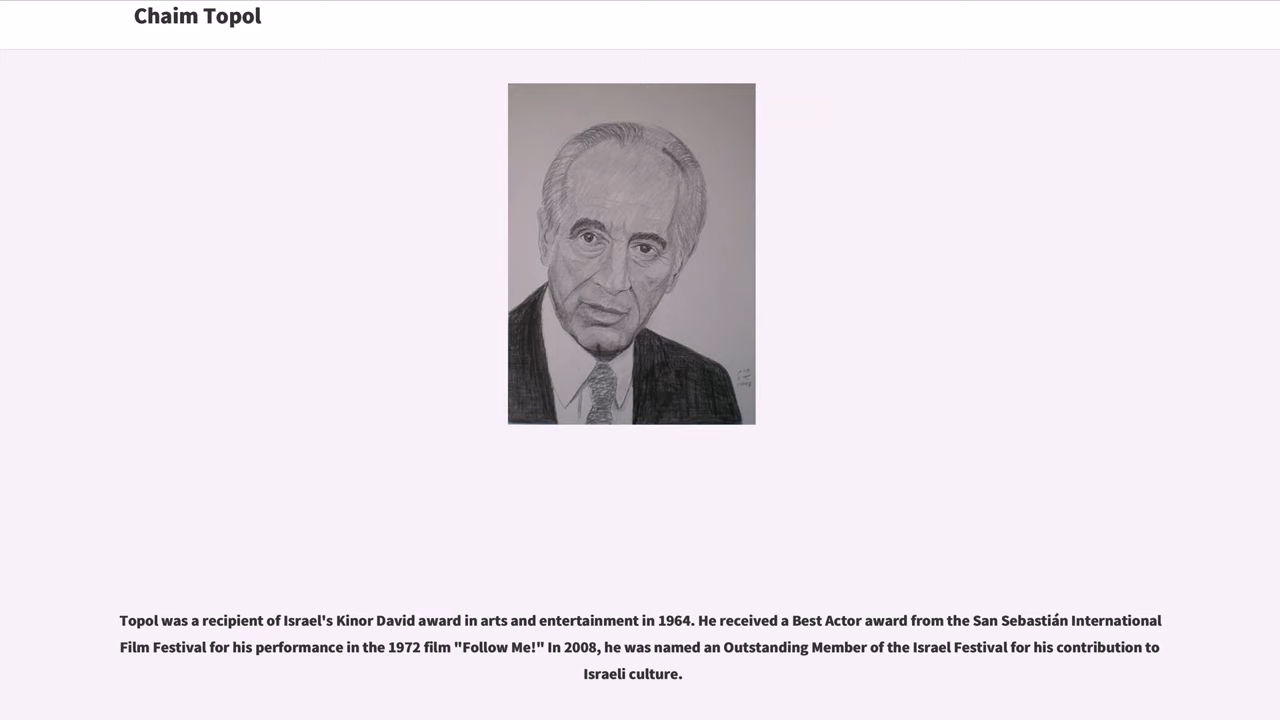 Chaim Topol
Topol was a recipient of Israel's Kinor David award in arts and entertainment in 1964. He received a Best Actor award from the San Sebastián International
Film Festival for his performance in the 1972 film "Follow Me!" In 2008, he was named an Outstanding Member of the Israel Festival for his contribution to
Israeli culture.